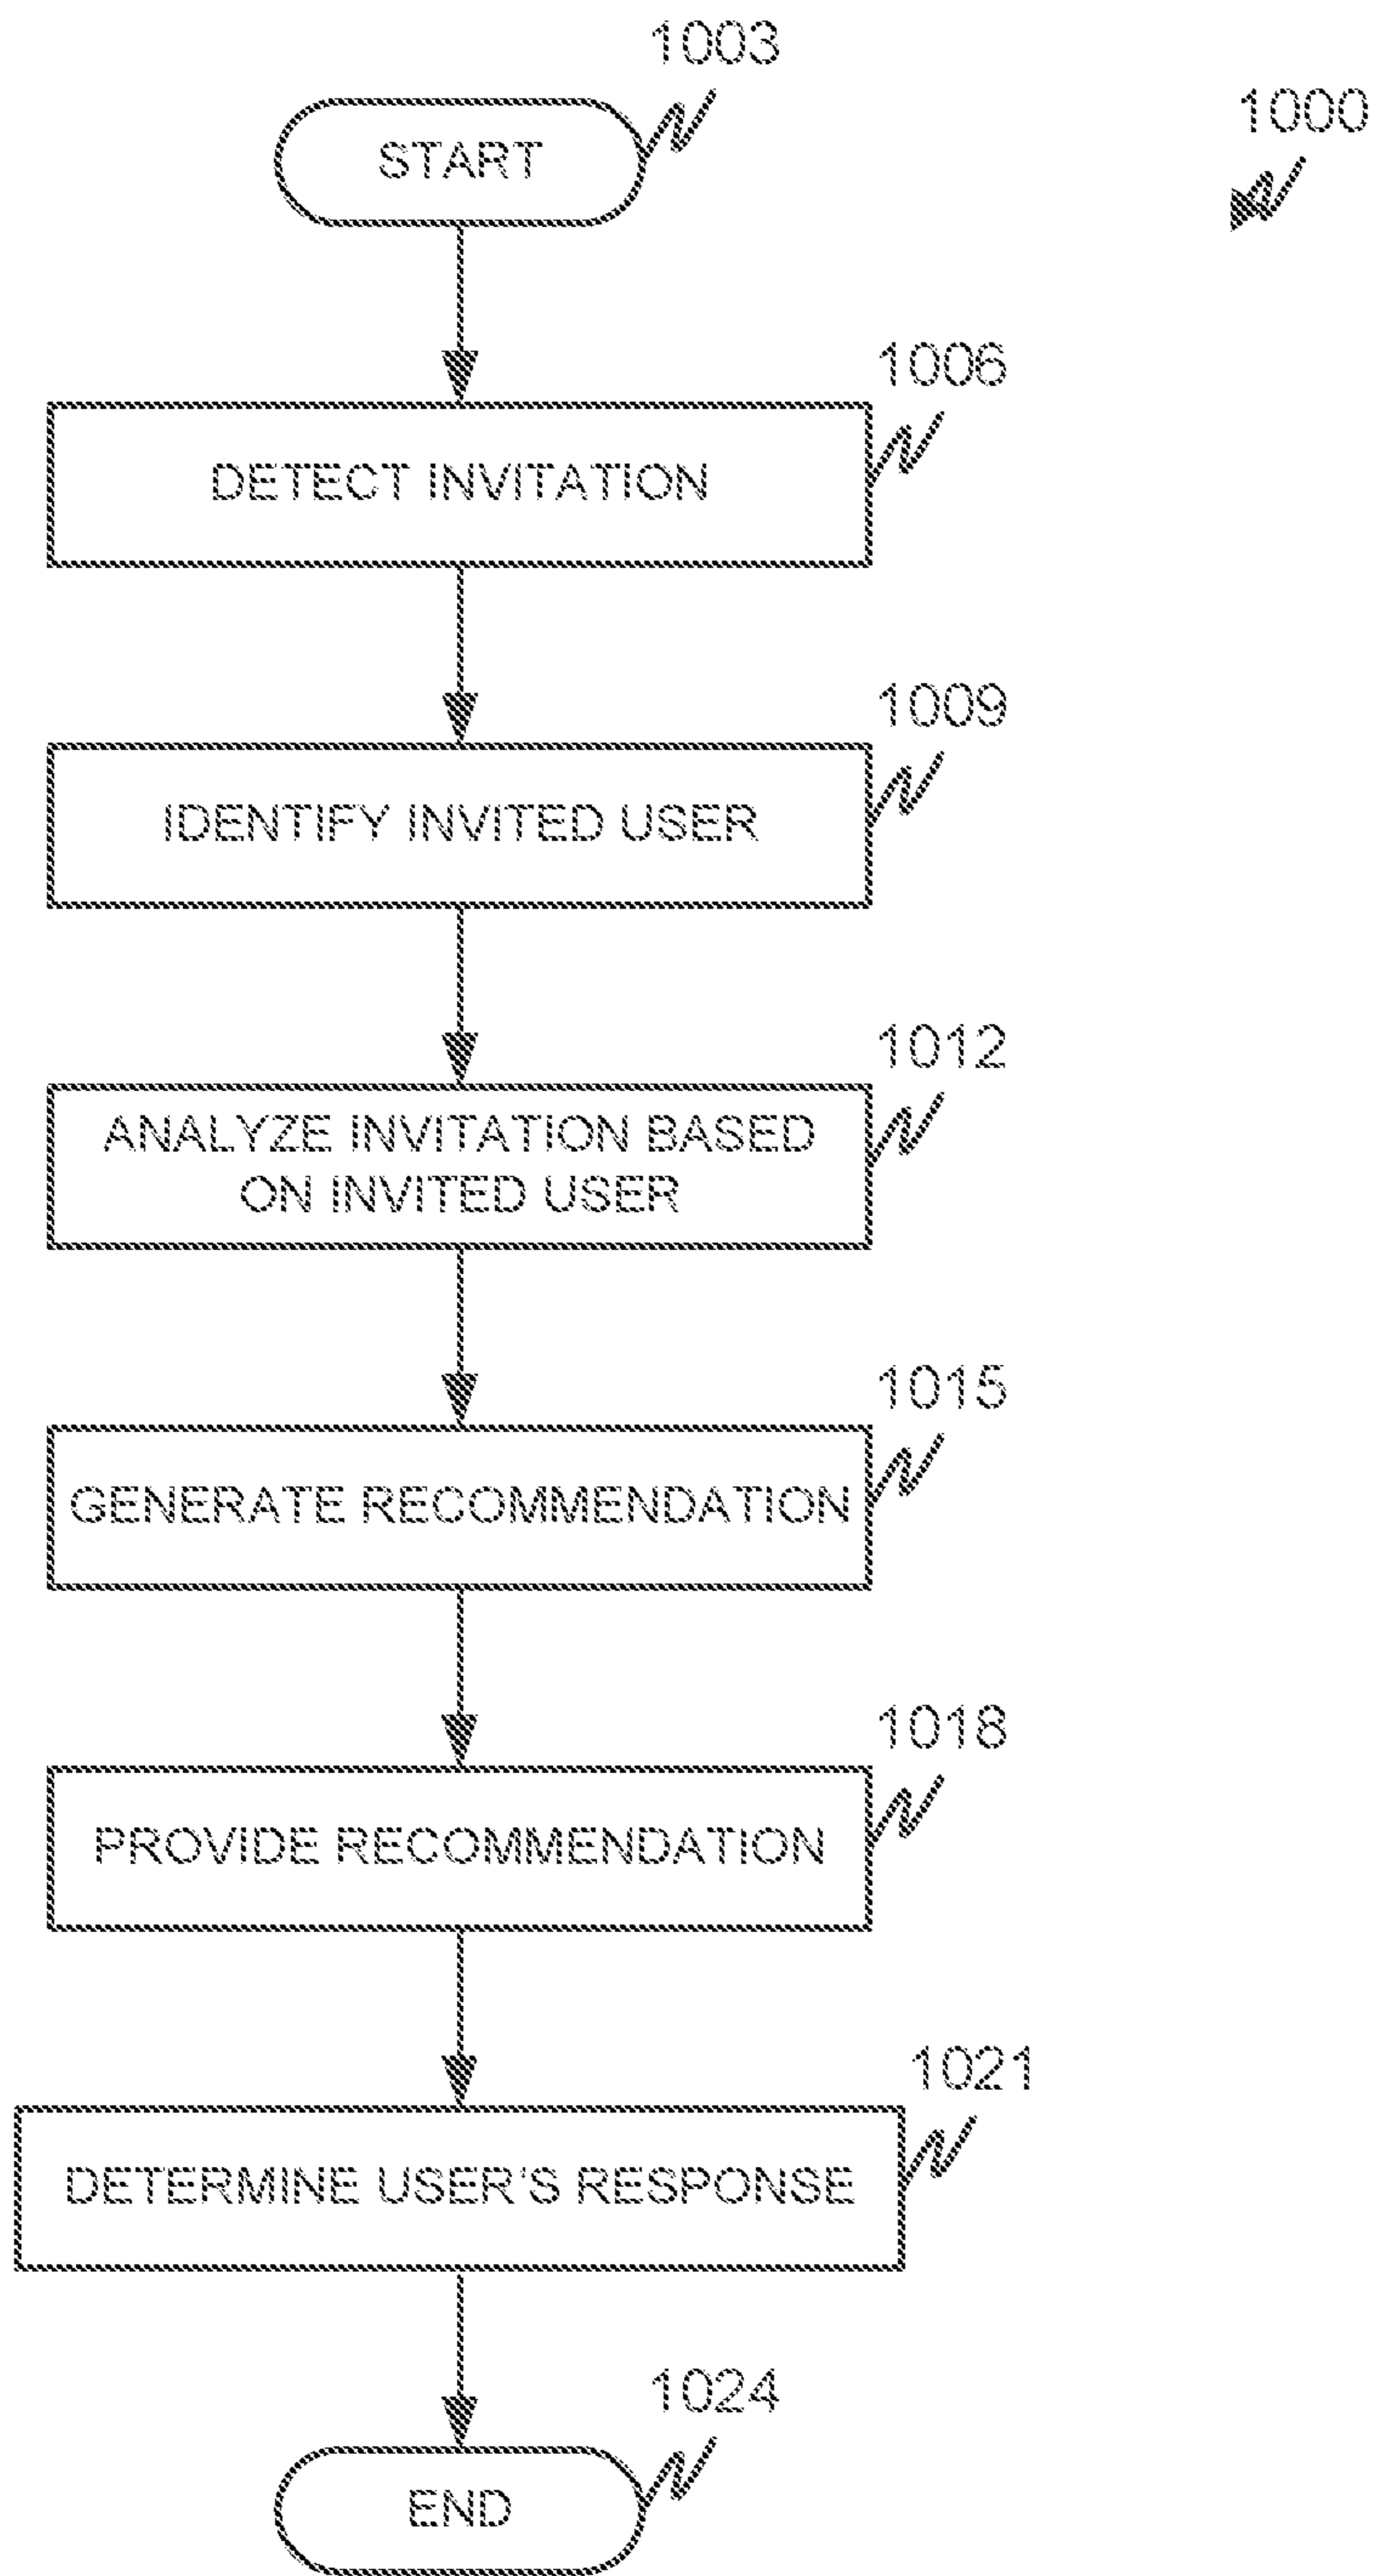 1003
1000
START
1006
DETECT INVITATION
1009
IDENTIFY INVITED USER
1012
ANALYZE INVITATION BASED
ON INVITED USER
1015
GENERATE RECOMMENDATION
1018
PROVIDE RECOMMENDATION
1021
DETERMINE USER'S RESPONSE
1024
END